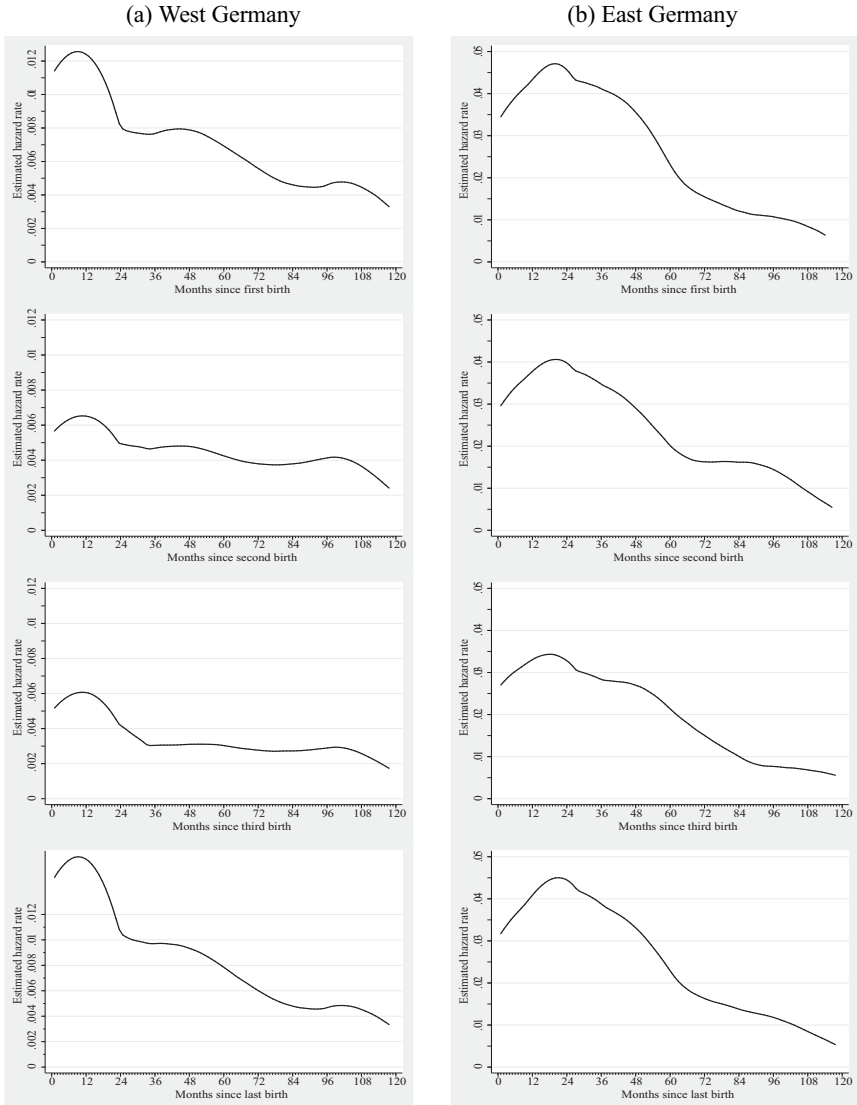 (a) West Germany
(b) East Germany
Estimated hazard rate
0 .002 .004 .006 .008 .01 .012
0 12 24 36 48 60 72 84 96 108 120
Months since first birth
Estimated hazard rate
0 .01 .02 .03 .04 .05
0 12 24 36 48 60 72 84 96 108 120
Months since first birth
Estimated hazard rate
0 .002 .004 .006 .008 .01 .012
0 12 24 36 48 60 72 84 96 108 120
Months since second birth
Estimated hazard rate
0 .01 .02 .03 .04 .05
0 12 24 36 48 60 72 84 96 108 120
Months since second birth
Estimated hazard rate
0 .002 .004 .006 .008 .01 .012
0 12 24 36 48 60 72 84 96 108 120
Months since third birth
Estimated hazard rate
0 .01 .02 .03 .04 .05
0 12 24 36 48 60 72 84 96 108 120
Months since third birth
Estimated hazard rate
0 .002 .004 .006 .008 .01 .012
0 12 24 36 48 60 72 84 96 108 120
Months since last birth
Estimated hazard rate
0 .01 .02 .03 .04 .05
0 12 24 36 48 60 72 84 96 108 120
Months since last birth